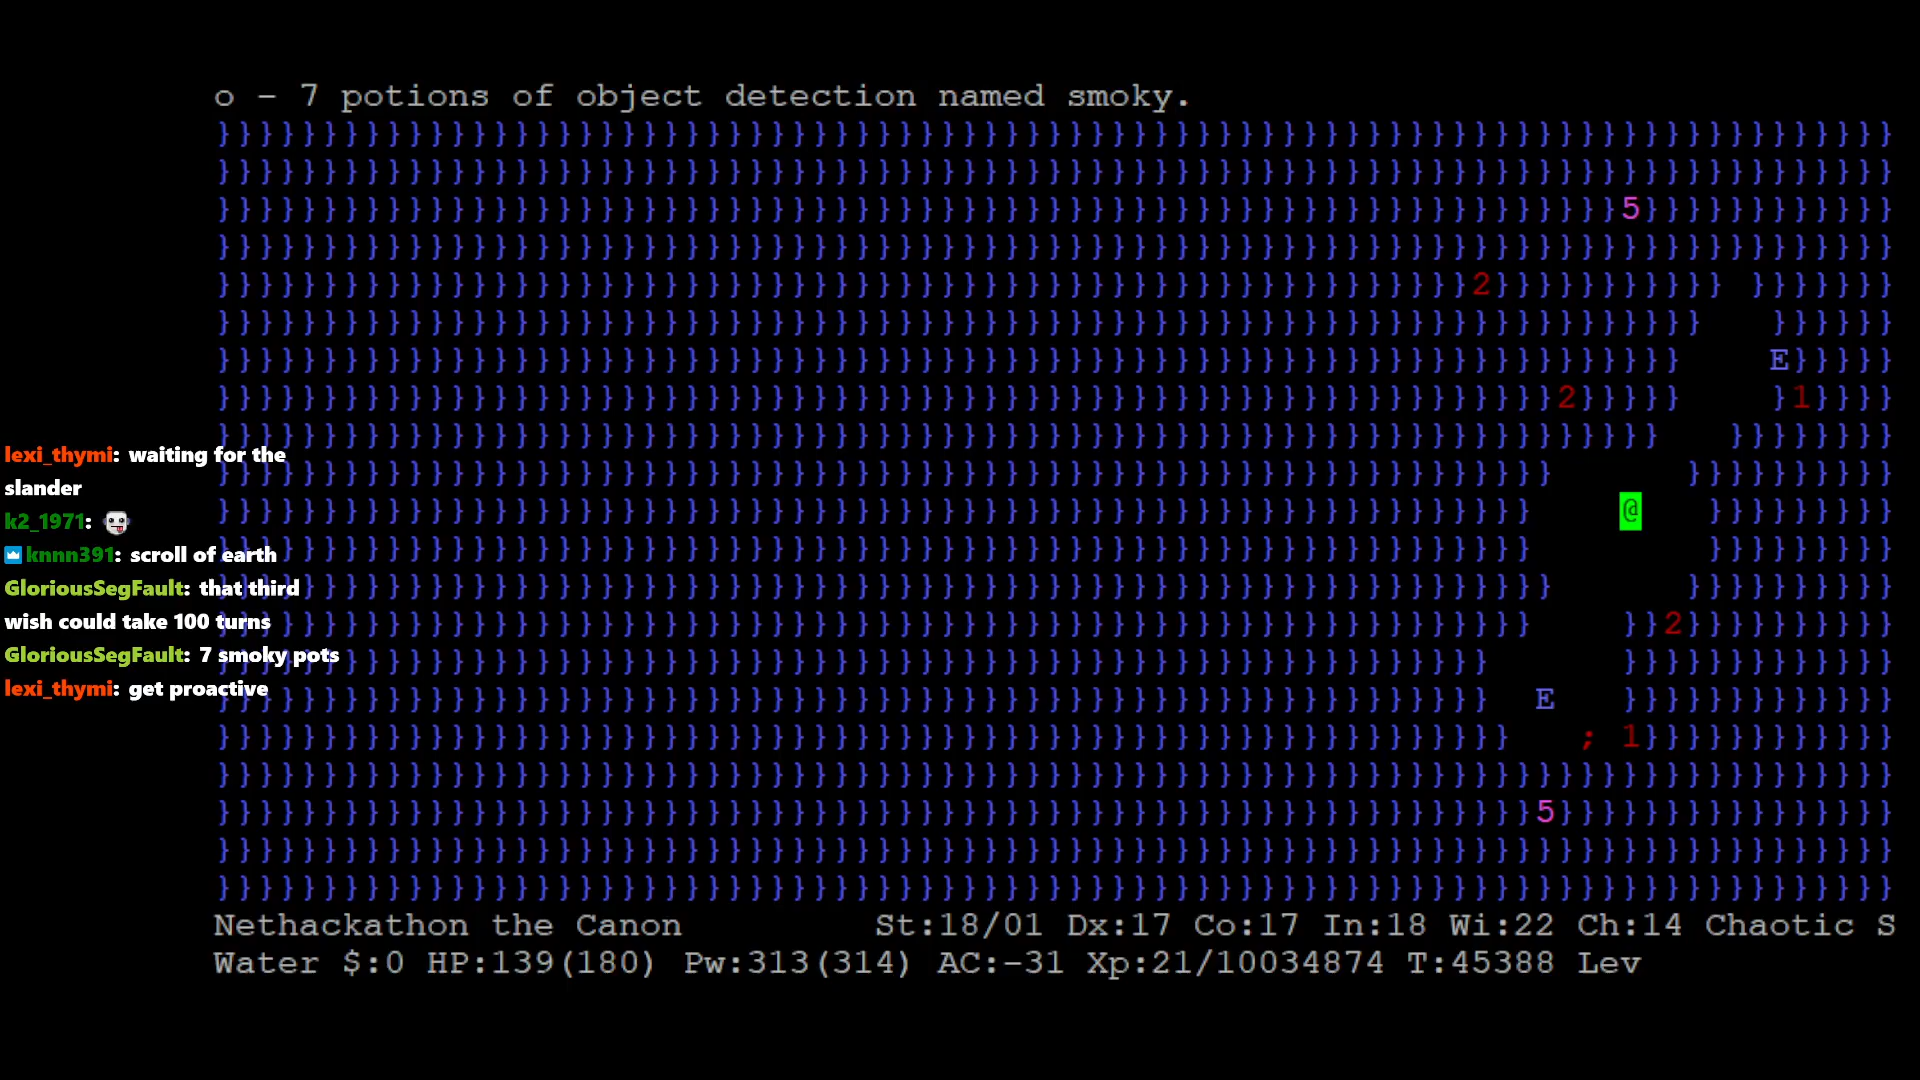 o - 7 potions of object detection named smoky.
lexi_thymi: waiting for the
slander
k2_1971:
knnn391: scroll of earth
GloriousSegFault: that third
wish could take 100 turns
GloriousSegFault: 7 smoky pots
lexi_thymi: get proactive
Nethackathon the Canon St:18/01 Dx:17 Co:17 In:18 Wi:22 Ch:14 Chaotic S
Water $:0 HP:139(180) Pw:313(314) AC:-31 Xp:21/10034874 T:45388 Lev